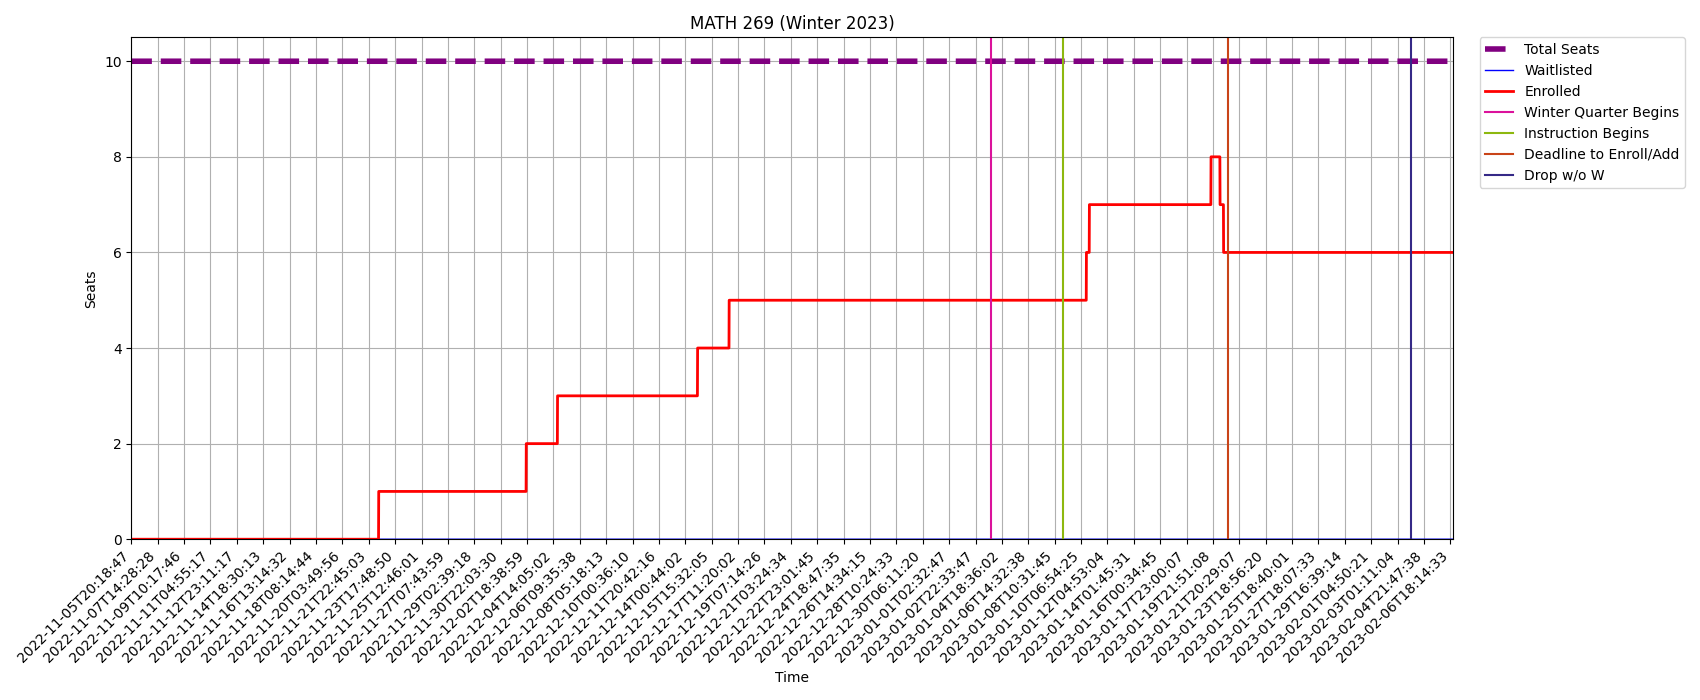 MATH 269 (Winter 2023)
Total Seats
Waitlisted
Enrolled
Winter Quarter Begins
Instruction Begins
Deadline to Enroll/Add
Drop w/o W
10
8
6
4
2
0
Seats
2022-11-05T20:18:47
2022-11-07T14:28:28
2022-11-09T10:17:46
2022-11-11T04:55:17
2022-11-12T23:11:17
2022-11-14T18:30:13
2022-11-16T13:14:32
2022-11-18T08:14:44
2022-11-20T03:49:56
2022-11-21T22:45:03
2022-11-23T17:48:50
2022-11-25T12:46:01
2022-11-27T07:43:59
2022-11-29T02:39:18
2022-11-30T22:03:30
2022-12-02T18:38:59
2022-12-04T14:05:02
2022-12-06T09:35:38
2022-12-08T05:18:13
2022-12-10T00:36:10
2022-12-11T20:42:16
2022-12-14T00:44:02
2022-12-15T15:32:05
2022-12-17T11:20:02
2022-12-19T07:14:26
2022-12-21T03:24:34
2022-12-22T23:01:45
2022-12-24T18:47:35
2022-12-26T14:34:15
2022-12-28T10:24:33
2022-12-30T06:11:20
2023-01-01T02:32:47
2023-01-02T22:33:47
2023-01-04T18:36:02
2023-01-06T14:32:38
2023-01-08T10:31:45
2023-01-10T06:54:25
2023-01-12T04:53:04
2023-01-14T01:45:31
2023-01-16T00:34:45
2023-01-17T23:00:07
2023-01-19T21:51:08
2023-01-21T20:29:07
2023-01-23T18:56:20
2023-01-25T18:40:01
2023-01-27T18:07:33
2023-01-29T16:39:14
2023-02-01T04:50:21
2023-02-03T01:11:04
2023-02-04T21:47:38
2023-02-06T18:14:33
Time